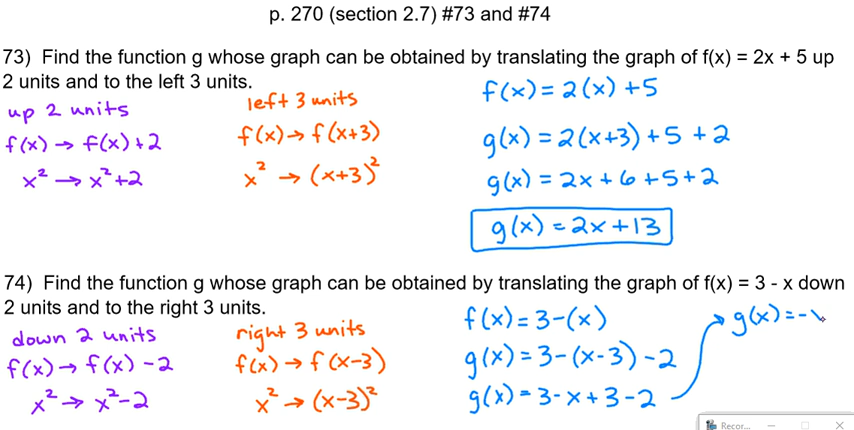 p. 270 (section 2.7) #73 and #74
73) Find the function g whose graph can be obtained by translating the graph of f(x) = 2x + 5 up
2 units and to the left 3 units.
up 2 units
f(x) → f(x)+2
x² → x²+2
left 3 units
f(x) → f(x+3)
x² → (x+3)²
f(x) = 2(x) +5
g(x) = 2(x+3) +5 +2
g(x) = 2x + 6 +5+2
g(x) = 2x +13
74) Find the function g whose graph can be obtained by translating the graph of f(x) = 3 - x down
2 units and to the right 3 units.
down 2 units
f(x) → f(x) -2
x² → x²-2
right 3 units
f(x) → f(x-3)
x² → (x-3)²
f(x) = 3-(x)
g(x) = 3-(x-3) -2
g(x) = 3-x+3-2
→ g(x) = -
Recor...